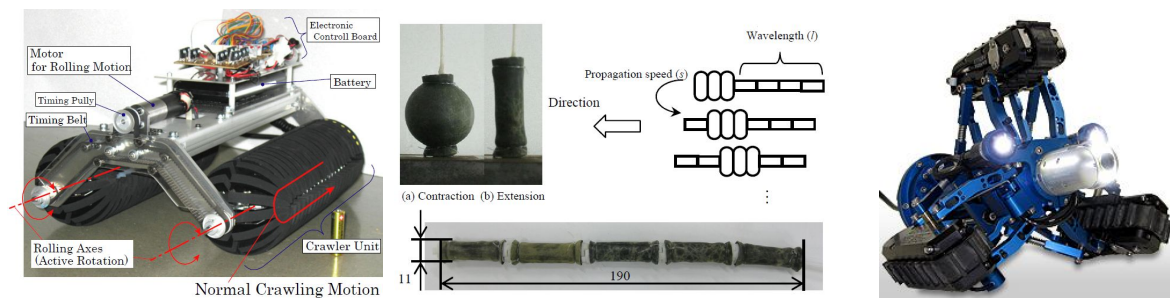 Electronic
Controll Board
Motor
for Rolling Motion
Battery
Timing Pully
Timing Belt
Rolling Axes
(Active Rotation)
Crawler Unit
Normal Crawling Motion
(a) Contraction (b) Extension
Wavelength (l)
Propagation speed (s)
Direction
⋮
11
190